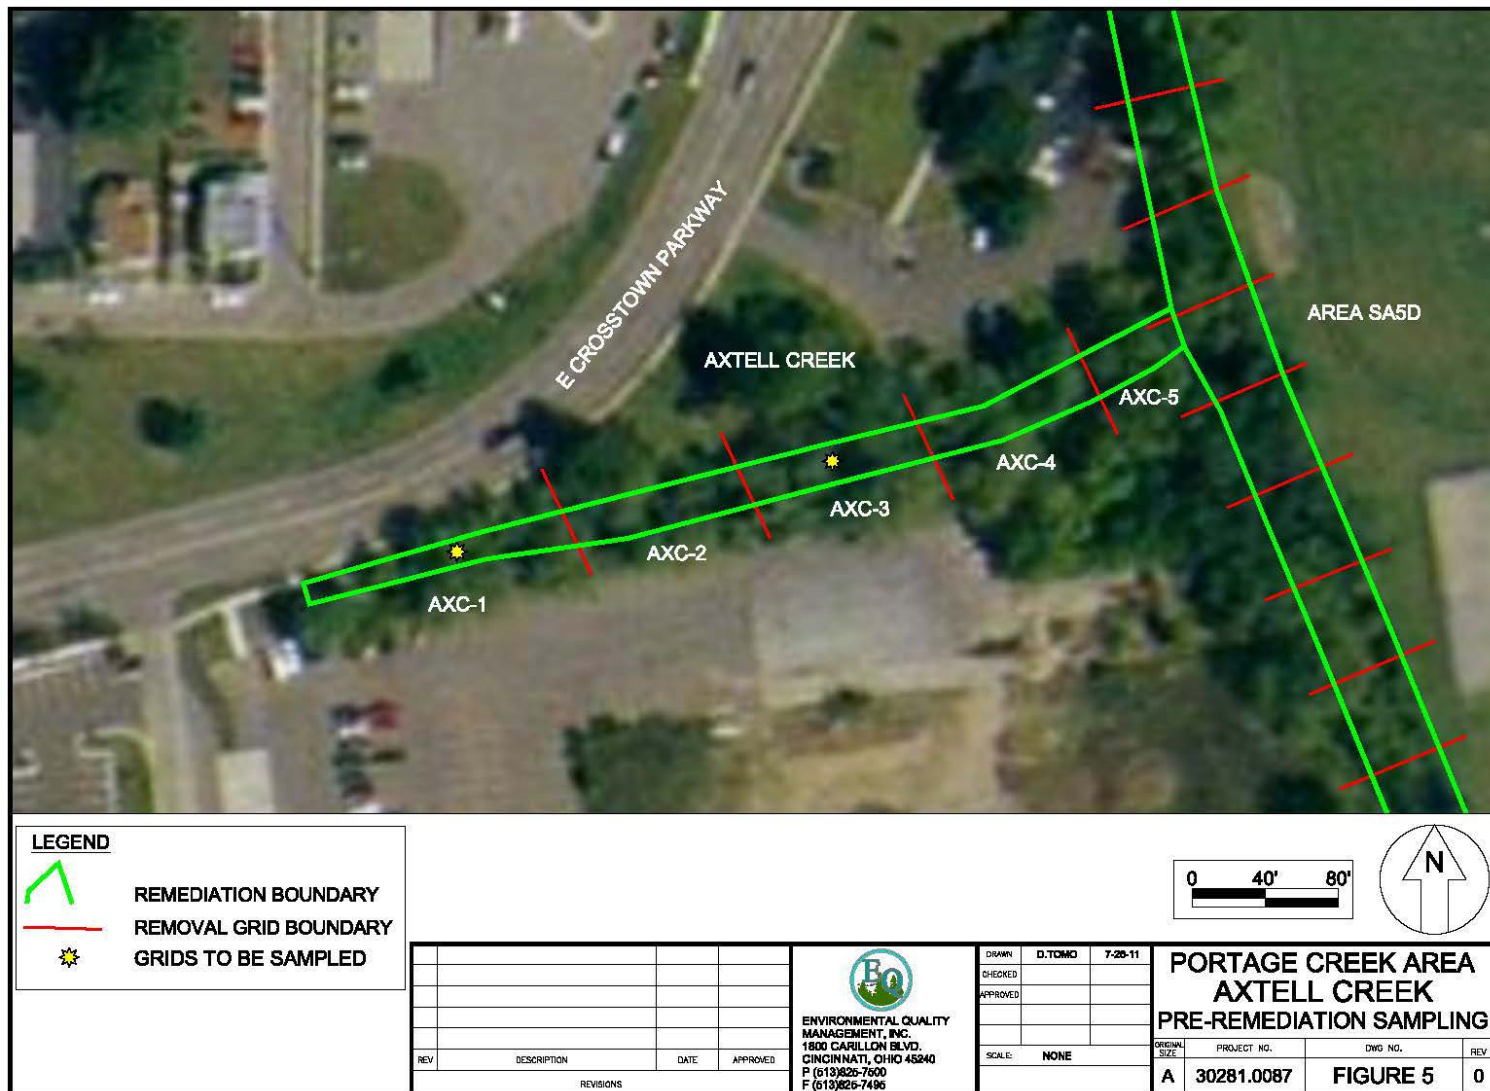 E CROSSTOWN PARKWAY
AREA SA5D
AXTELL CREEK
AXC-5
AXC-4
AXC-3
AXC-2
AXC-1
LEGEND
REMEDIATION BOUNDARY
REMOVAL GRID BOUNDARY
GRIDS TO BE SAMPLED
0 40' 80'
N
REV DESCRIPTION DATE APPROVED
REVISIONS
EQ
ENVIRONMENTAL QUALITY
MANAGEMENT, INC.
1800 CARILLON BLVD.
CINCINNATI, OHIO 45240
P (513)825-7500
F (513)825-7495
DRAWN D.TOMO 7-26-11
CHECKED
APPROVED
SCALE: NONE
PORTAGE CREEK AREA
AXTELL CREEK
PRE-REMEDIATION SAMPLING
ORIGINAL SIZE PROJECT NO. DWG NO. REV
A 30281.0087 FIGURE 5 0